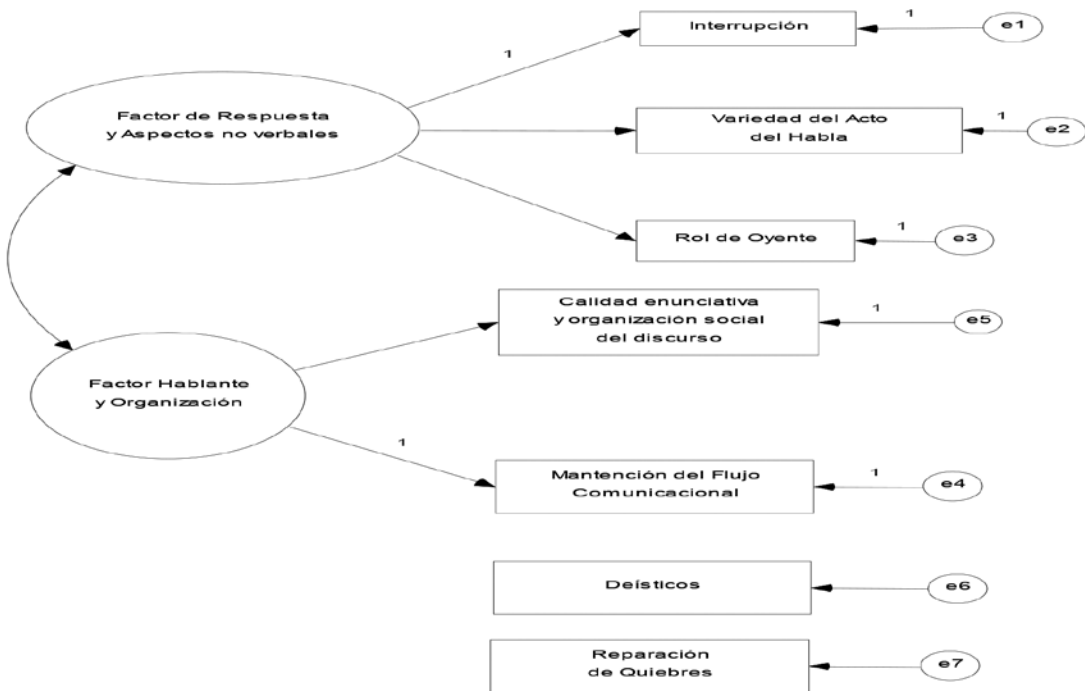 Interrupción
1
1
e1
Factor de Respuesta
y Aspectos no verbales
Variedad del Acto
del Habla
1
e2
Rol de Oyente
1
e3
Calidad enunciativa
y organización social
del discurso
1
e5
Factor Hablante
y Organización
1
Mantención del Flujo
Comunicacional
1
e4
Deísticos
e6
Reparación
de Quiebres
e7